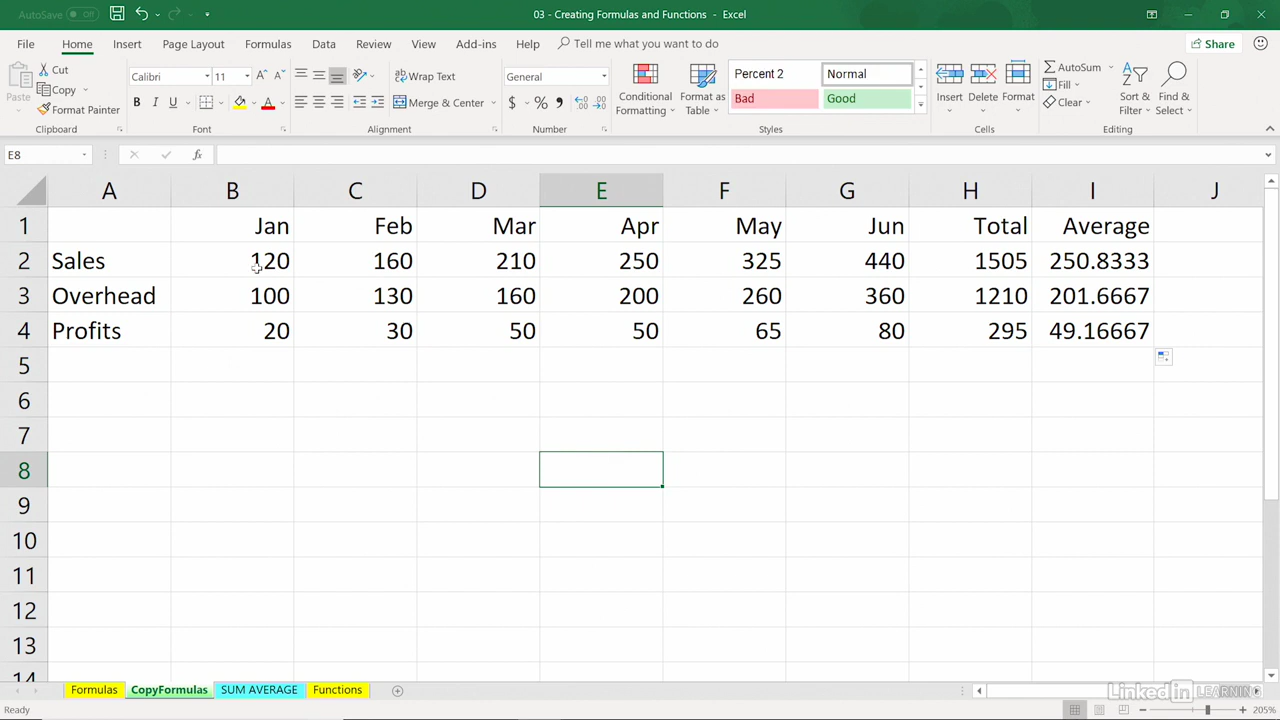 AutoSave Off
03 - Creating Formulas and Functions - Excel
File Home Insert Page Layout Formulas Data Review View Add-ins Help Tell me what you want to do Share
Paste Cut Copy Format Painter
Calibri 11
B I U
Wrap Text
Merge & Center
General
$ % ,
Conditional Formatting
Format as Table
Percent 2 Normal
Bad Good
Insert Delete Format
AutoSum
Fill
Clear
Sort & Filter
Find & Select
Clipboard Font Alignment Number Styles Cells Editing
E8 fx
A B C D E F G H I J
1 Jan Feb Mar Apr May Jun Total Average
2 Sales 120 160 210 250 325 440 1505 250.8333
3 Overhead 100 130 160 200 260 360 1210 201.6667
4 Profits 20 30 50 50 65 80 295 49.16667
5
6
7
8
9
10
11
12
13
14
Formulas CopyFormulas SUM AVERAGE Functions
Linked in LEARNING
Ready 205%